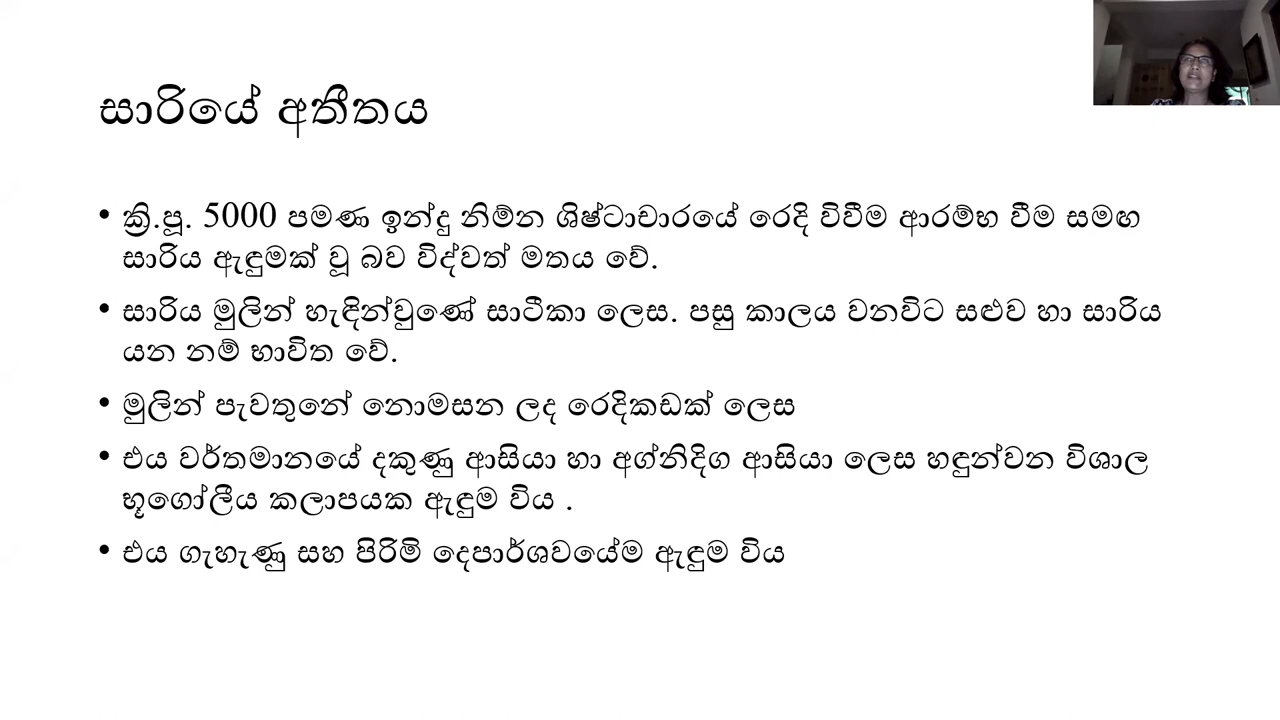 සාරියේ අතීතය
• ක්‍රි.පූ. 5000 පමණ ඉන්දු නිම්න ශිෂ්ටාචාරයේ රෙදි විවීම ආරම්භ වීම සමඟ
සාරිය ඇඳුමක් වූ බව විද්වත් මතය වේ.
• සාරිය මුලින් හැඳින්වුණේ සාටීකා ලෙස. පසු කාලය වනවිට සළුව හා සාරිය
යන නම් භාවිත වේ.
• මුලින් පැවතුනේ නොමසන ලද රෙදිකඩක් ලෙස
• එය වර්තමානයේ දකුණු ආසියා හා අග්නිදිග ආසියා ලෙස හඳුන්වන විශාල
භූගෝලීය කලාපයක ඇඳුම විය .
• එය ගැහැණු සහ පිරිමි දෙපාර්ශවයේම ඇඳුම විය